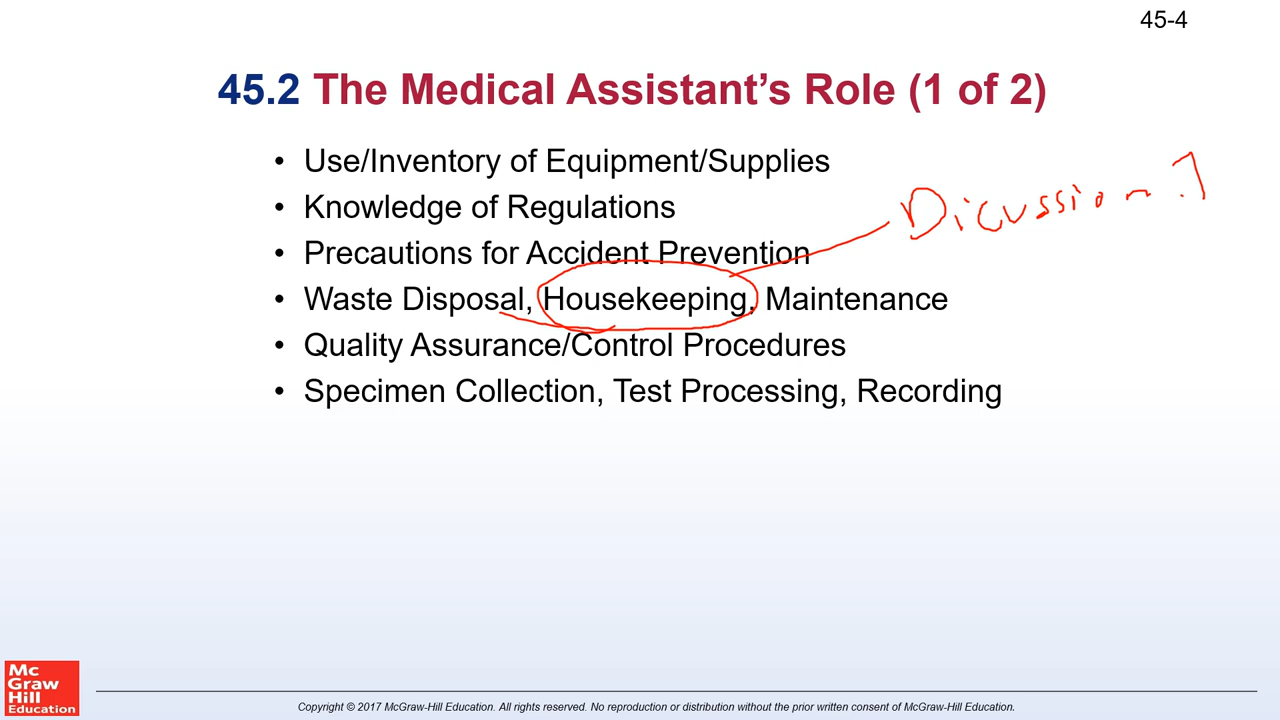 45-4
45.2 The Medical Assistant's Role (1 of 2)
• Use/Inventory of Equipment/Supplies
• Knowledge of Regulations
• Precautions for Accident Prevention
• Waste Disposal, Housekeeping, Maintenance
• Quality Assurance/Control Procedures
• Specimen Collection, Test Processing, Recording
Dicussion
Mc
Graw
Hill
Education
Copyright © 2017 McGraw-Hill Education. All rights reserved. No reproduction or distribution without the prior written consent of McGraw-Hill Education.